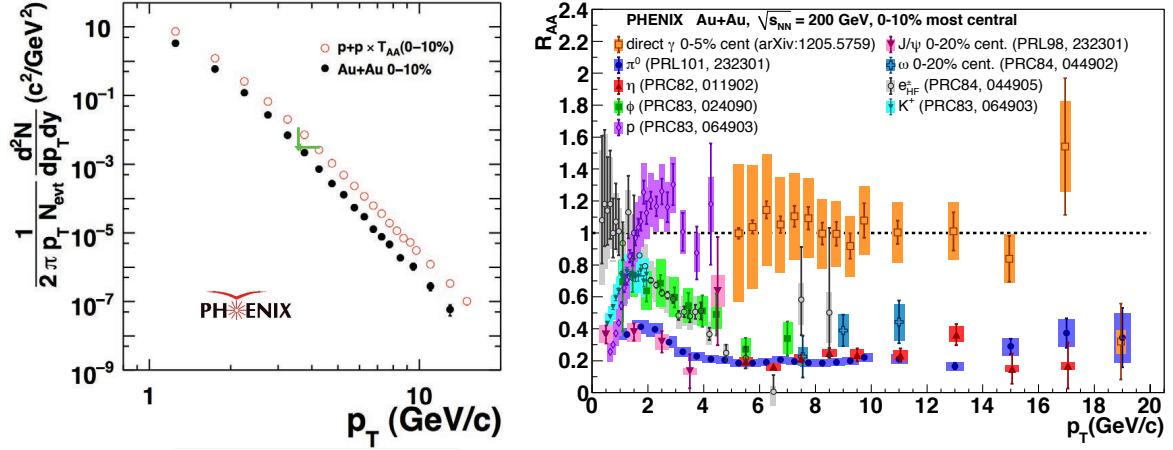 1/(2 π p_T N_evt) d²N/(dp_T dy) (c²/GeV²)
p+p × T_AA(0–10%)
Au+Au 0–10%
10
10⁻¹
10⁻³
10⁻⁵
10⁻⁷
10⁻⁹
PHENIX
1 10
p_T (GeV/c)
R_AA
2.4
2.2
2
1.8
1.6
1.4
1.2
1
0.8
0.6
0.4
0.2
0
PHENIX Au+Au, √s_NN = 200 GeV, 0-10% most central
direct γ 0-5% cent (arXiv:1205.5759)
π⁰ (PRL101, 232301)
η (PRC82, 011902)
ϕ (PRC83, 024090)
p (PRC83, 064903)
J/ψ 0-20% cent. (PRL98, 232301)
ω 0-20% cent. (PRC84, 044902)
e±_HF (PRC84, 044905)
K⁺ (PRC83, 064903)
0 2 4 6 8 10 12 14 16 18 20
p_T(GeV/c)